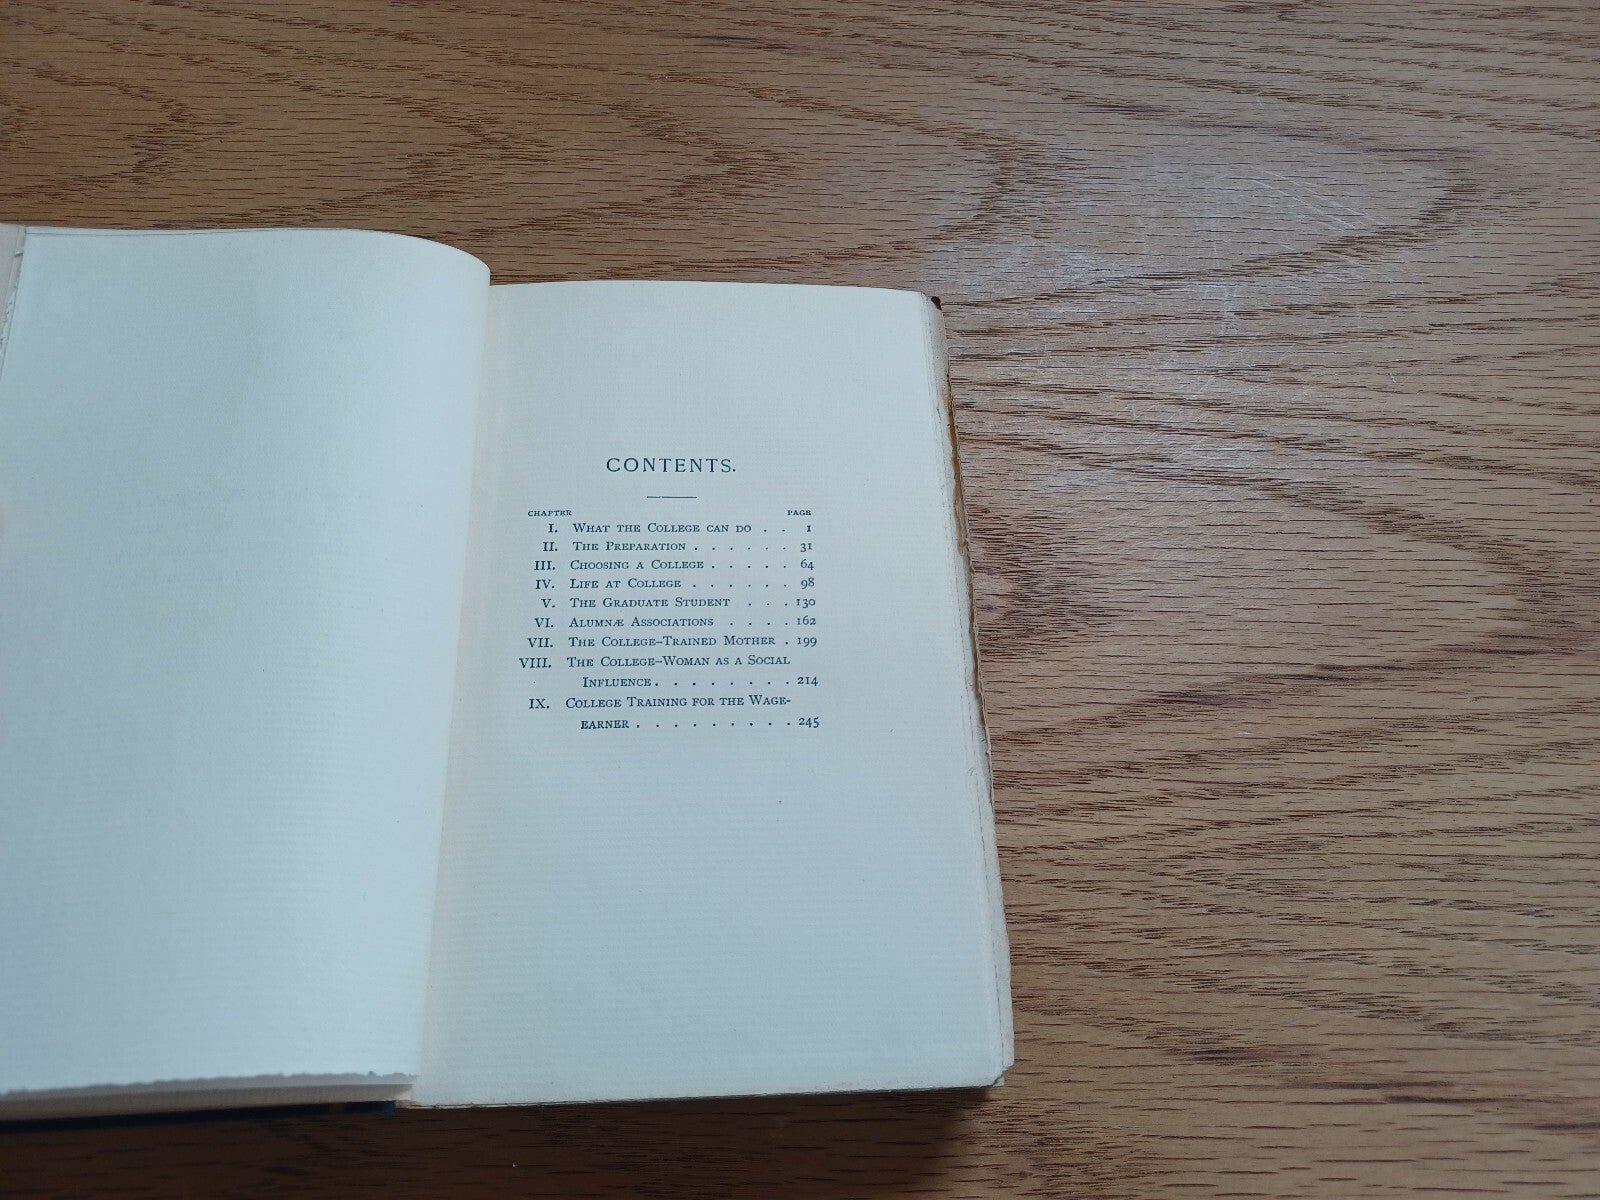 CONTENTS.
CHAPTER PAGE
I. WHAT THE COLLEGE CAN DO . . 1
II. THE PREPARATION . . . . . . 31
III. CHOOSING A COLLEGE . . . . . 64
IV. LIFE AT COLLEGE . . . . . . 98
V. THE GRADUATE STUDENT . . . 130
VI. ALUMNÆ ASSOCIATIONS . . . . 162
VII. THE COLLEGE–TRAINED MOTHER . 199
VIII. THE COLLEGE–WOMAN AS A SOCIAL
INFLUENCE . . . . . . . . 214
IX. COLLEGE TRAINING FOR THE WAGE-
EARNER . . . . . . . . . 245